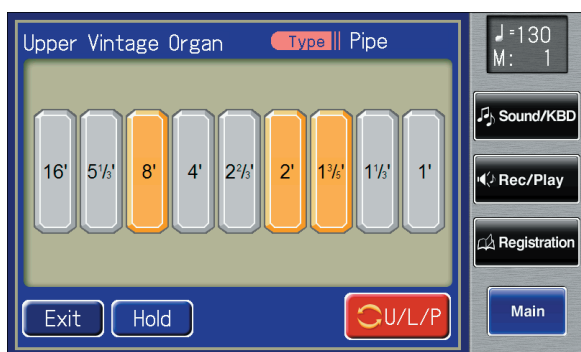 Upper Vintage Organ Type Pipe
16' 5⅓' 8' 4' 2⅔' 2' 1⅗' 1⅓' 1'
Exit Hold U/L/P
♩=130
M: 1
Sound/KBD
Rec/Play
Registration
Main